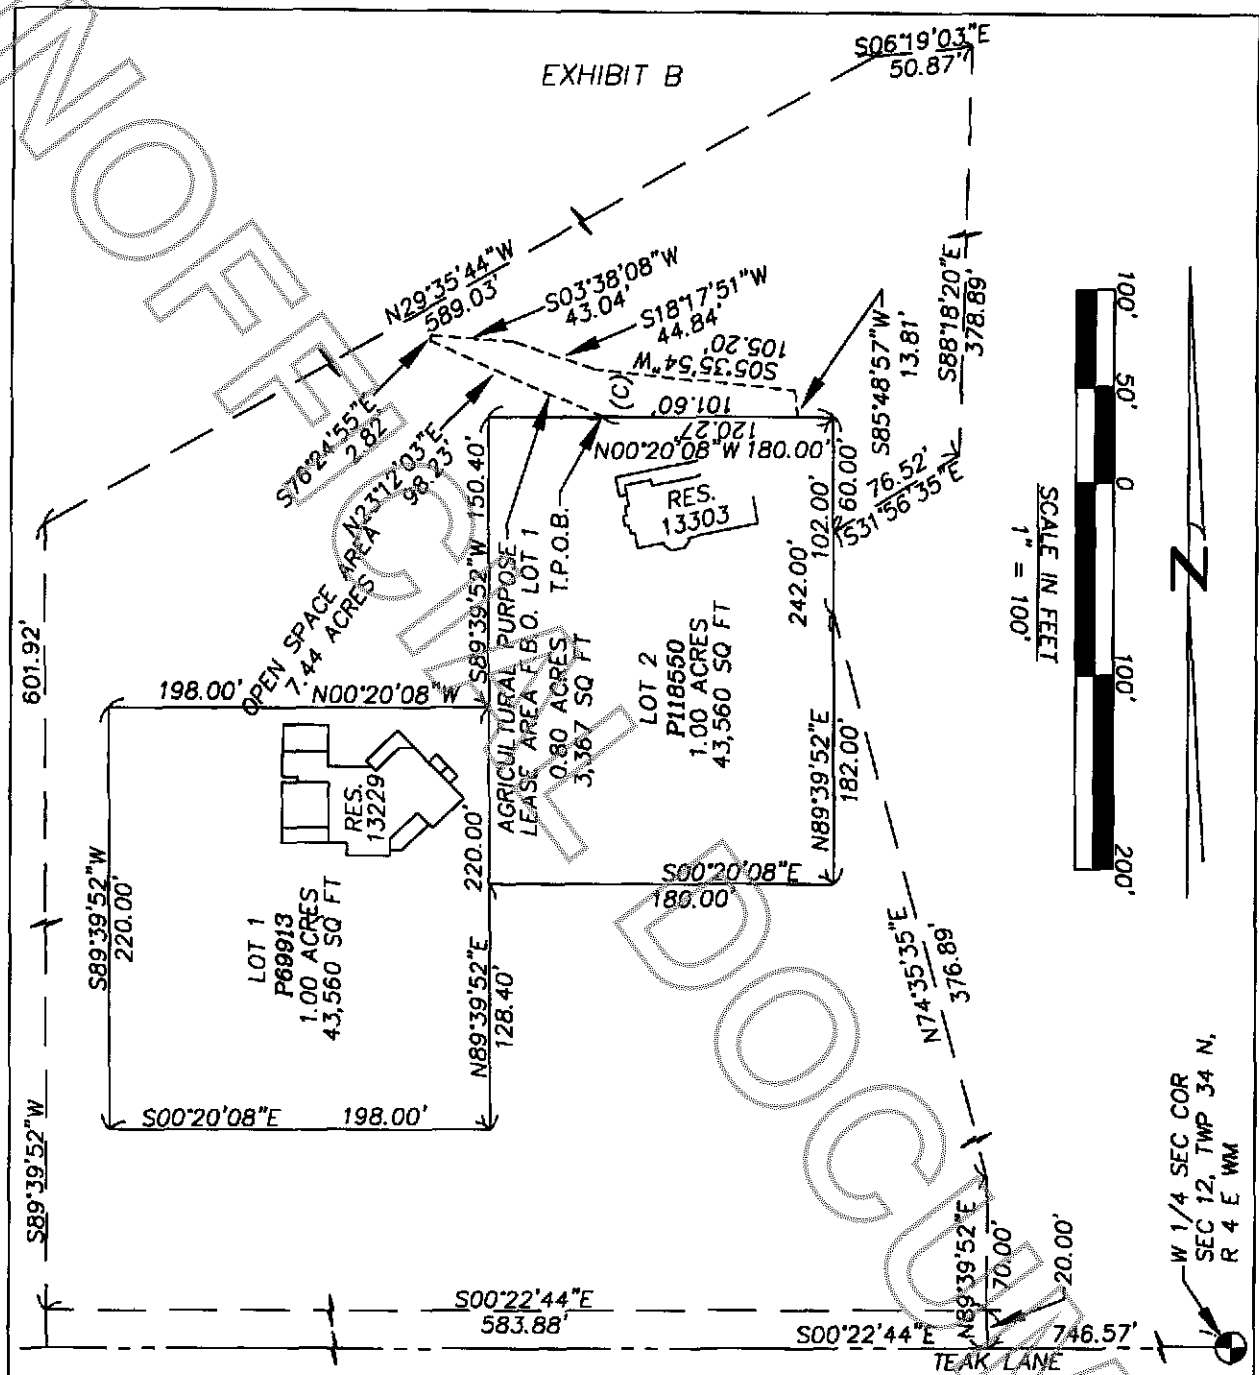 EXHIBIT B
S06°19'03"E
50.87'
N29°35'44"W
589.03'
S03°38'08"W
43.04'
S18°17'51"W
44.84'
S05°35'54"W
105.20'
S85°48'57"W
13.81'
S88°18'20"E
378.89'
S76°24'55"E
2.82'
N23°12'03"E
98.23'
(C)
101.60'
120.27'
N00°20'08"W 180.00'
60.00'
102.00'
76.52'
S31°56'35"E
242.00'
RES.
13303
S89°39'52"W 150.40'
AGRICULTURAL PURPOSE
LEASE AREA F.B.O. LOT 1
0.80 ACRES
3,367 SQ FT
T.P.O.B.
OPEN SPACE AREA
7.44 ACRES
LOT 2
P118550
1.00 ACRES
43,560 SQ FT
N89°39'52"E
182.00'
S00°20'08"E
180.00'
601.92'
S89°39'52"W
198.00'
N00°20'08"W
RES.
13229
220.00'
S89°39'52"W
220.00'
LOT 1
P69913
1.00 ACRES
43,560 SQ FT
N89°39'52"E
128.40'
S00°20'08"E
198.00'
N74°35'35"E
376.89'
100'
50'
0
100'
200'
SCALE IN FEET
1" = 100'
N
W 1/4 SEC COR
SEC 12, TWP 34 N,
R 4 E WM
N89°39'52"E
70.00'
20.00'
S00°22'44"E
583.88'
S00°22'44"E
746.57'
TEAK LANE
UNOFFICIAL DOCUME